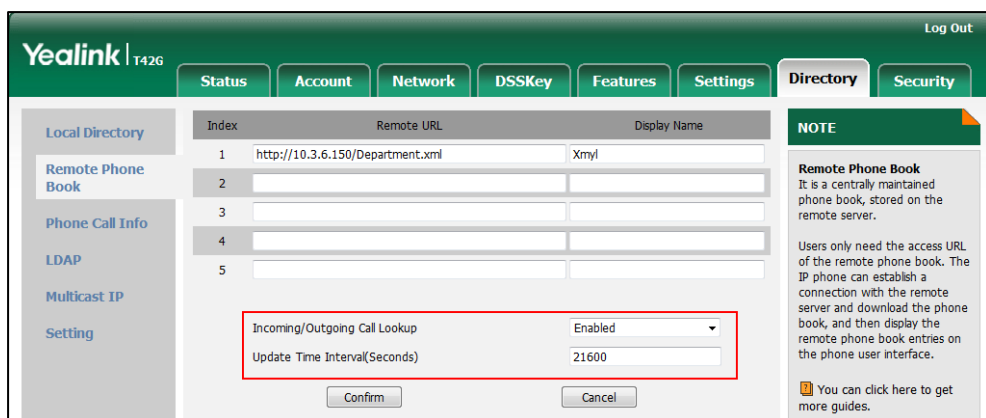 Log Out
Yealink T42G
Status Account Network DSSKey Features Settings Directory Security
Local Directory
Remote Phone
Book
Phone Call Info
LDAP
Multicast IP
Setting
Index Remote URL Display Name
1 http://10.3.6.150/Department.xml Xmyl
2
3
4
5
Incoming/Outgoing Call Lookup Enabled
Update Time Interval(Seconds) 21600
Confirm Cancel
NOTE
Remote Phone Book
It is a centrally maintained
phone book, stored on the
remote server.
Users only need the access URL
of the remote phone book. The
IP phone can establish a
connection with the remote
server and download the phone
book, and then display the
remote phone book entries on
the phone user interface.
? You can click here to get
more guides.